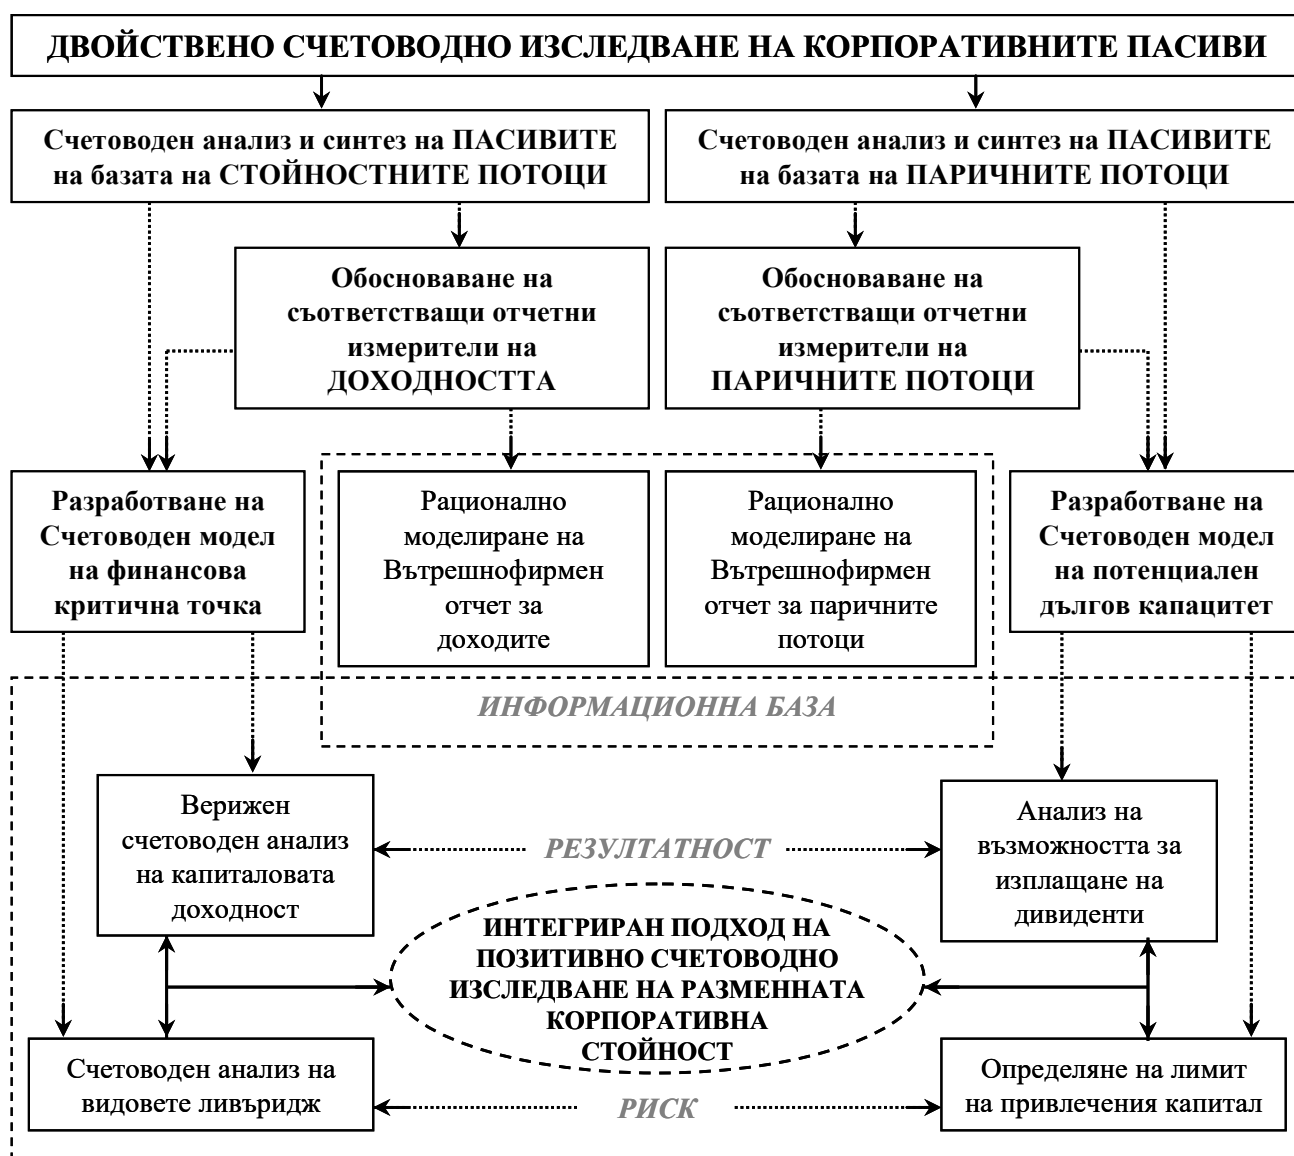 ДВОЙСТВЕНО СЧЕТОВОДНО ИЗСЛЕДВАНЕ НА КОРПОРАТИВНИТЕ ПАСИВИ
Счетоводен анализ и синтез на ПАСИВИТЕ
на базата на СТОЙНОСТНИТЕ ПОТОЦИ
Счетоводен анализ и синтез на ПАСИВИТЕ
на базата на ПАРИЧНИТЕ ПОТОЦИ
Обосноваване на
съответстващи отчетни
измерители на
ДОХОДНОСТТА
Обосноваване на
съответстващи отчетни
измерители на
ПАРИЧНИТЕ ПОТОЦИ
Разработване на
Счетоводен модел
на финансова
критична точка
Рационално
моделиране на
Вътрешнофирмен
отчет за
доходите
Рационално
моделиране на
Вътрешнофирмен
отчет за паричните
потоци
Разработване на
Счетоводен модел
на потенциален
дългов капацитет
ИНФОРМАЦИОННА БАЗА
Верижен
счетоводен анализ
на капиталовата
доходност
РЕЗУЛТАТНОСТ
Анализ на
възможността за
изплащане на
дивиденти
ИНТЕГРИРАН ПОДХОД НА
ПОЗИТИВНО СЧЕТОВОДНО
ИЗСЛЕДВАНЕ НА РАЗМЕННАТА
КОРПОРАТИВНА
СТОЙНОСТ
Счетоводен анализ на
видовете ливъридж
РИСК
Определяне на лимит
на привлечения капитал